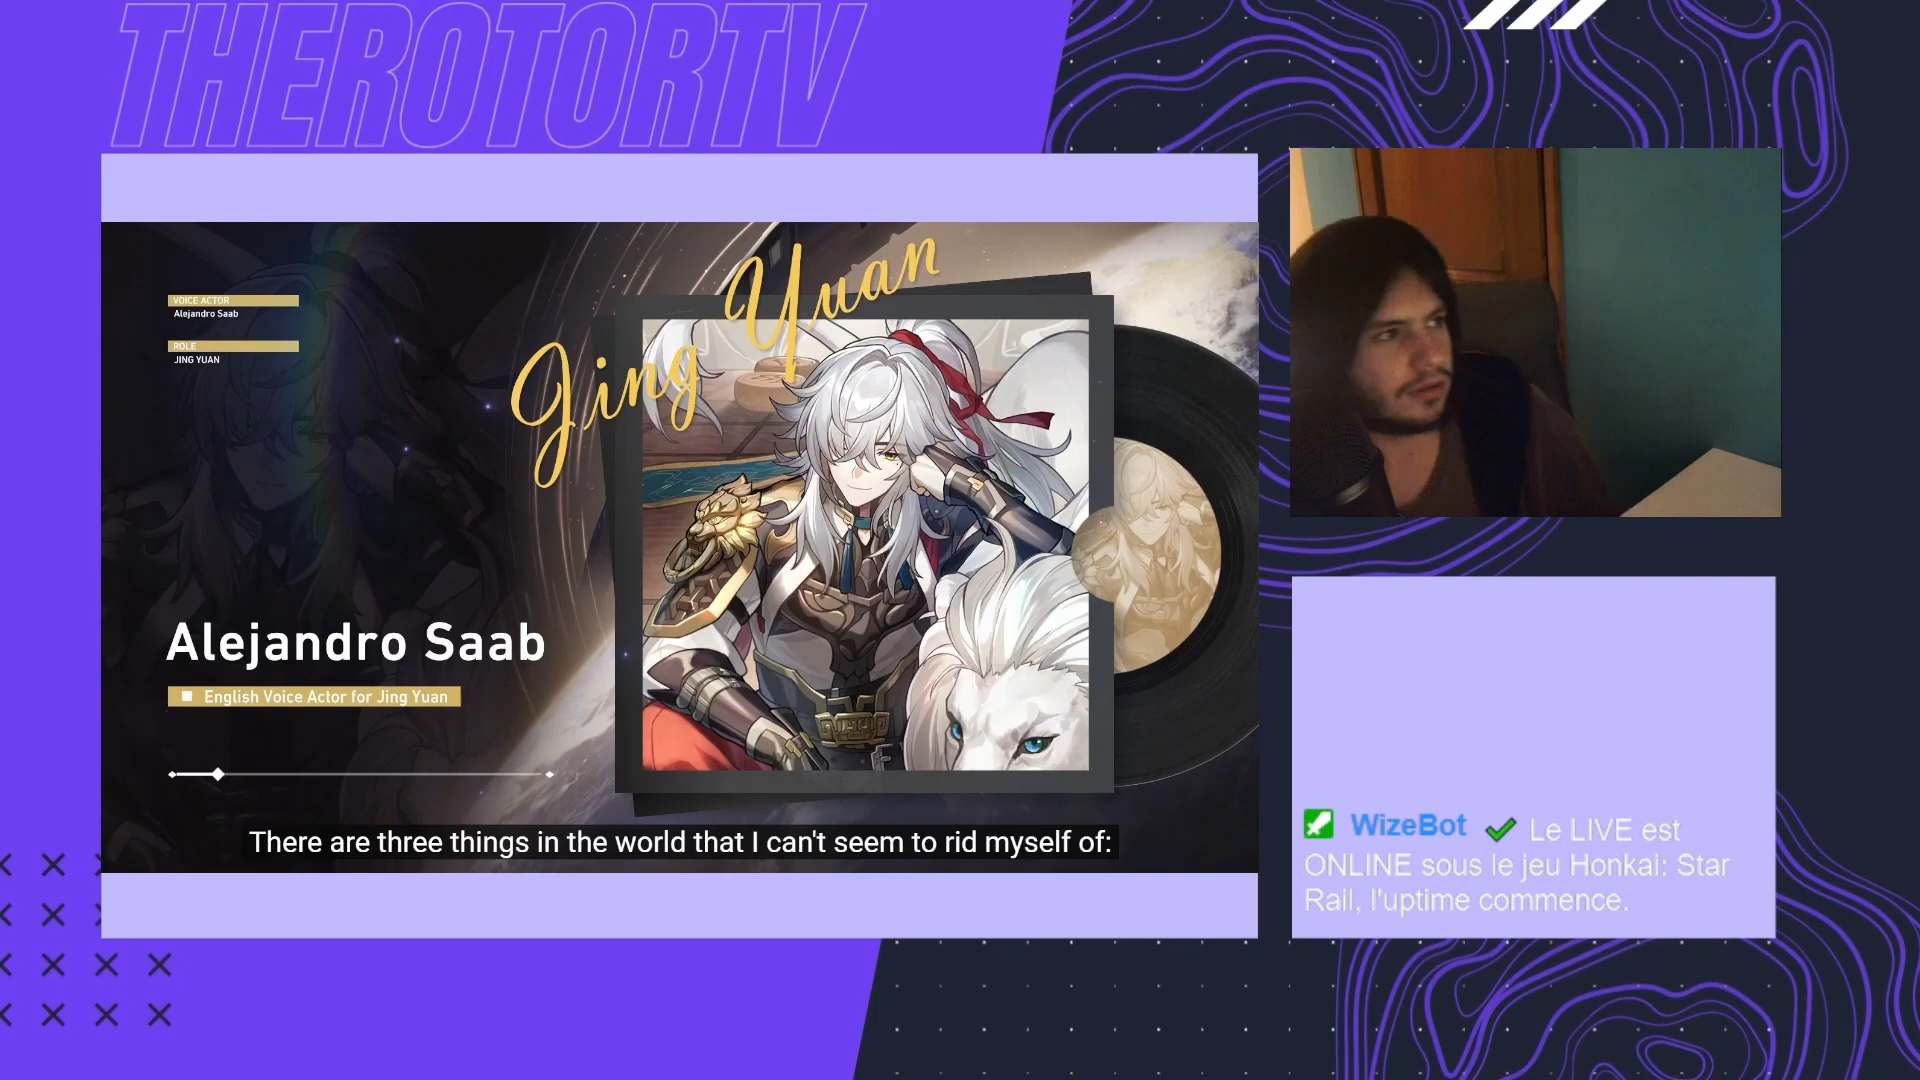 THEROTORTV
Jing Yuan
VOICE ACTOR
Alejandro Saab
ROLE
JING YUAN
Alejandro Saab
English Voice Actor for Jing Yuan
There are three things in the world that I can't seem to rid myself of:
WizeBot Le LIVE est
ONLINE sous le jeu Honkai: Star
Rail, l'uptime commence.